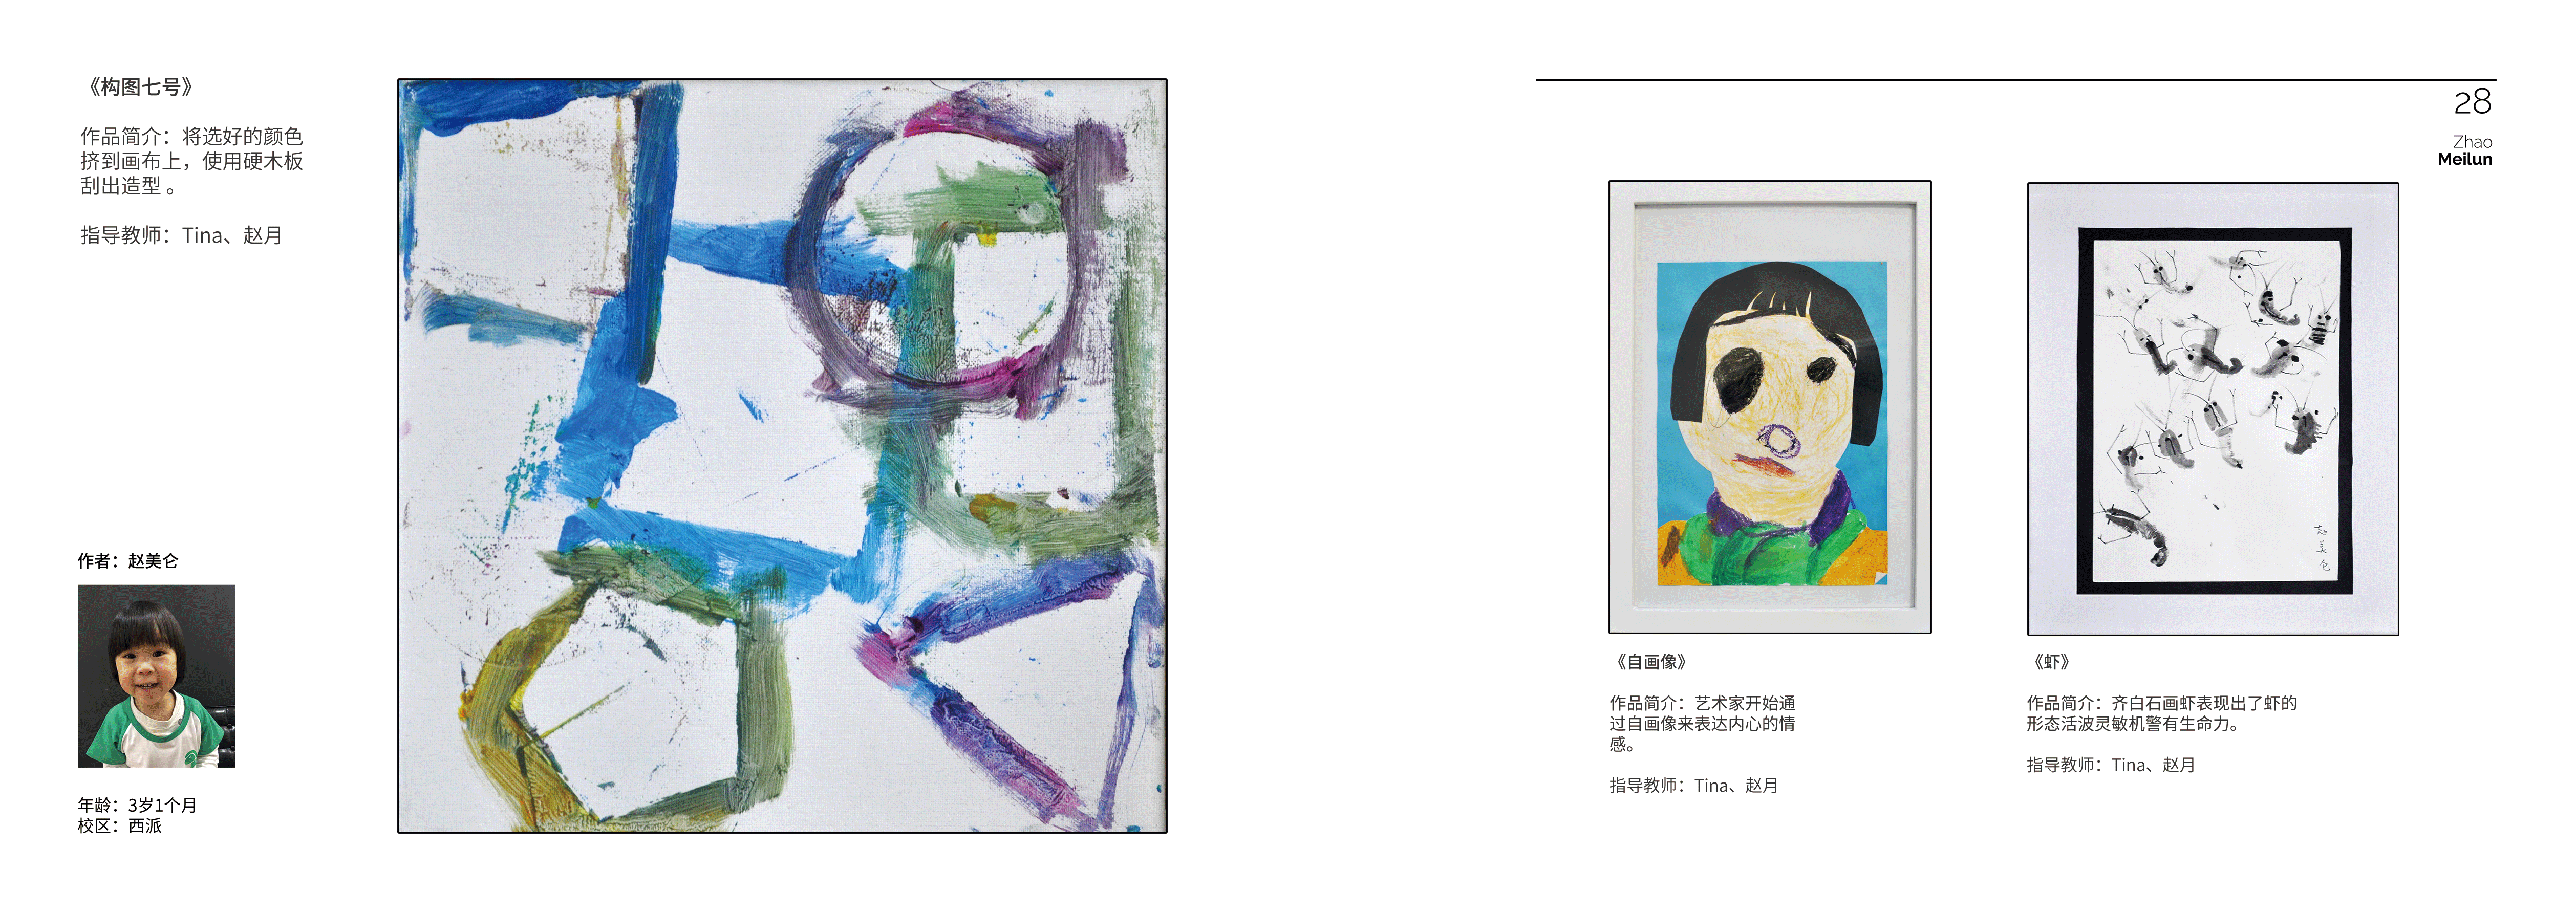 《构图七号》
作品简介：将选好的颜色
挤到画布上，使用硬木板
刮出造型 。
指导教师：Tina、赵月
作者：赵美仑
年龄：3岁1个月
校区：西派
28
Zhao
Meilun
赵
美
仑
《自画像》
作品简介：艺术家开始通
过自画像来表达内心的情
感。
指导教师：Tina、赵月
《虾》
作品简介：齐白石画虾表现出了虾的
形态活波灵敏机警有生命力。
指导教师：Tina、赵月